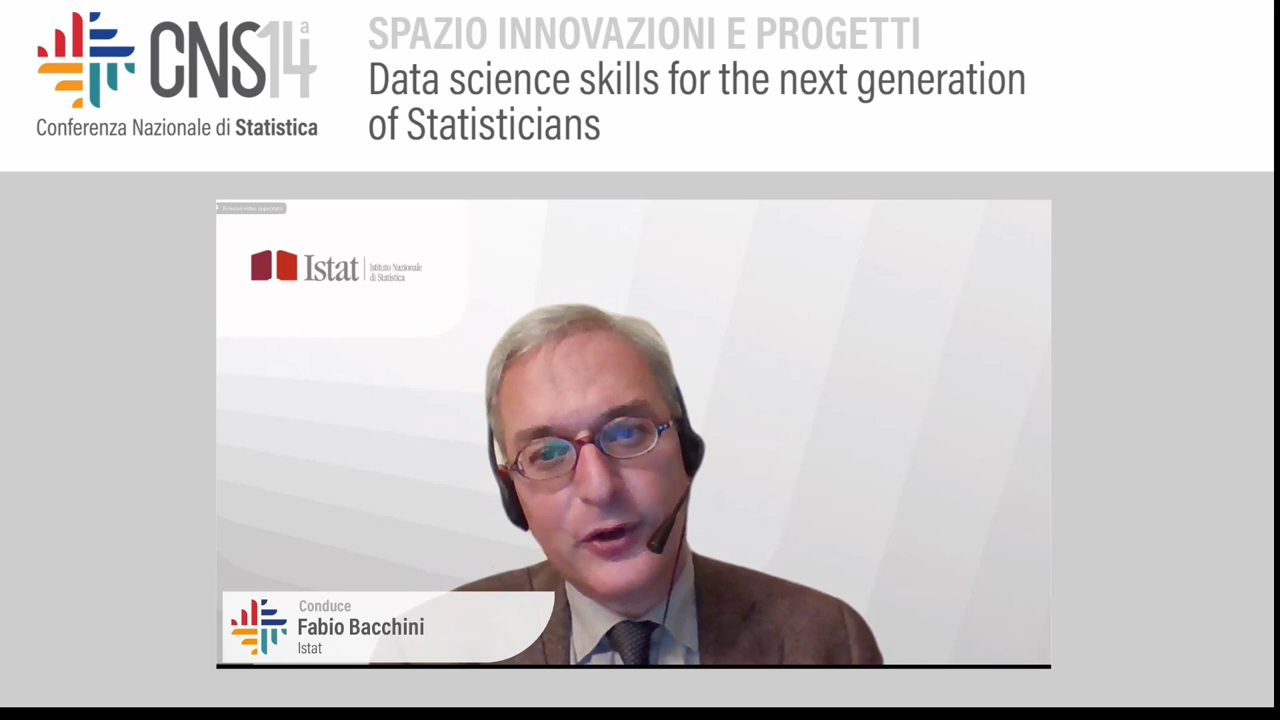 CNS14ª
Conferenza Nazionale di Statistica
SPAZIO INNOVAZIONI E PROGETTI
Data science skills for the next generation
of Statisticians
Istat
Istituto Nazionale
di Statistica
Conduce
Fabio Bacchini
Istat